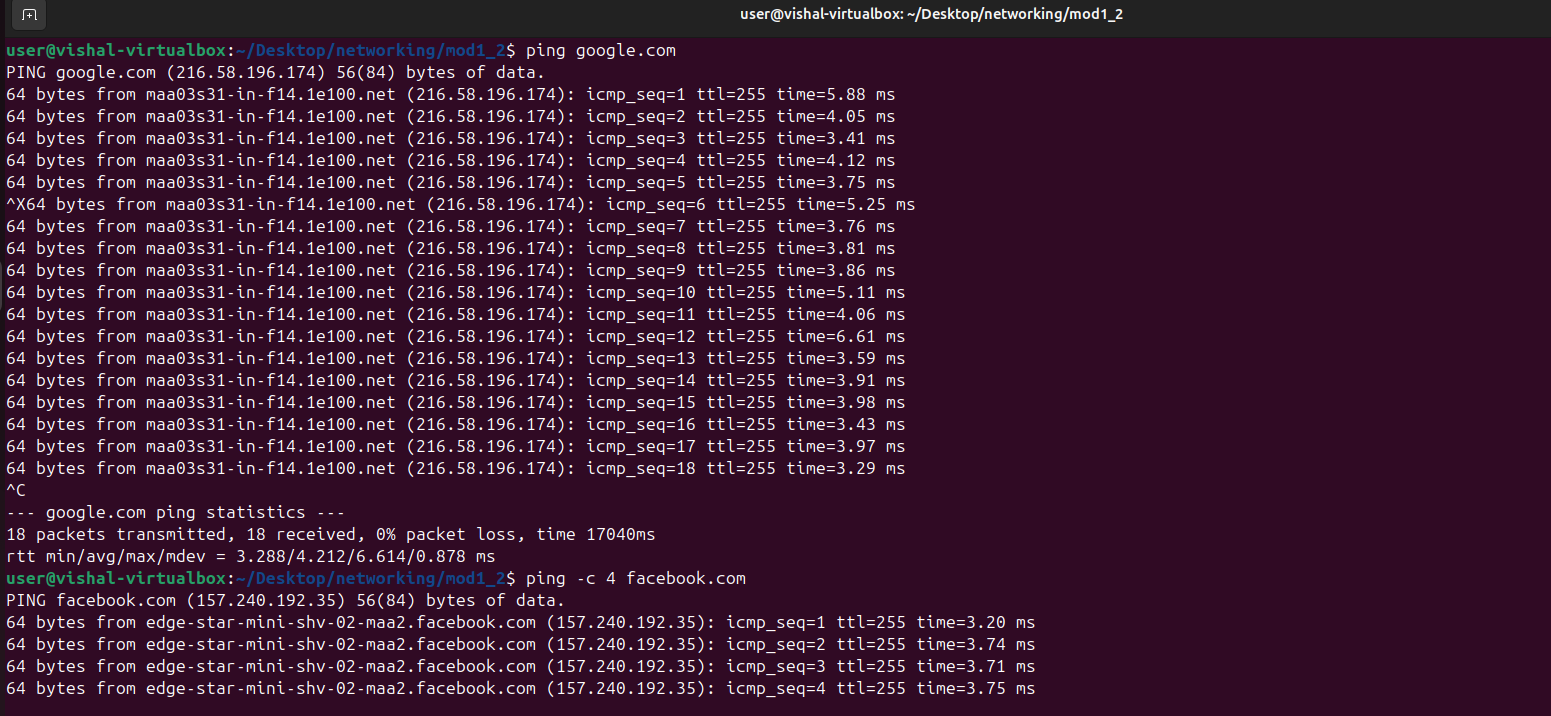 user@vishal-virtualbox: ~/Desktop/networking/mod1_2
user@vishal-virtualbox:~/Desktop/networking/mod1_2$ ping google.com
PING google.com (216.58.196.174) 56(84) bytes of data.
64 bytes from maa03s31-in-f14.1e100.net (216.58.196.174): icmp_seq=1 ttl=255 time=5.88 ms
64 bytes from maa03s31-in-f14.1e100.net (216.58.196.174): icmp_seq=2 ttl=255 time=4.05 ms
64 bytes from maa03s31-in-f14.1e100.net (216.58.196.174): icmp_seq=3 ttl=255 time=3.41 ms
64 bytes from maa03s31-in-f14.1e100.net (216.58.196.174): icmp_seq=4 ttl=255 time=4.12 ms
64 bytes from maa03s31-in-f14.1e100.net (216.58.196.174): icmp_seq=5 ttl=255 time=3.75 ms
^X64 bytes from maa03s31-in-f14.1e100.net (216.58.196.174): icmp_seq=6 ttl=255 time=5.25 ms
64 bytes from maa03s31-in-f14.1e100.net (216.58.196.174): icmp_seq=7 ttl=255 time=3.76 ms
64 bytes from maa03s31-in-f14.1e100.net (216.58.196.174): icmp_seq=8 ttl=255 time=3.81 ms
64 bytes from maa03s31-in-f14.1e100.net (216.58.196.174): icmp_seq=9 ttl=255 time=3.86 ms
64 bytes from maa03s31-in-f14.1e100.net (216.58.196.174): icmp_seq=10 ttl=255 time=5.11 ms
64 bytes from maa03s31-in-f14.1e100.net (216.58.196.174): icmp_seq=11 ttl=255 time=4.06 ms
64 bytes from maa03s31-in-f14.1e100.net (216.58.196.174): icmp_seq=12 ttl=255 time=6.61 ms
64 bytes from maa03s31-in-f14.1e100.net (216.58.196.174): icmp_seq=13 ttl=255 time=3.59 ms
64 bytes from maa03s31-in-f14.1e100.net (216.58.196.174): icmp_seq=14 ttl=255 time=3.91 ms
64 bytes from maa03s31-in-f14.1e100.net (216.58.196.174): icmp_seq=15 ttl=255 time=3.98 ms
64 bytes from maa03s31-in-f14.1e100.net (216.58.196.174): icmp_seq=16 ttl=255 time=3.43 ms
64 bytes from maa03s31-in-f14.1e100.net (216.58.196.174): icmp_seq=17 ttl=255 time=3.97 ms
64 bytes from maa03s31-in-f14.1e100.net (216.58.196.174): icmp_seq=18 ttl=255 time=3.29 ms
^C
--- google.com ping statistics ---
18 packets transmitted, 18 received, 0% packet loss, time 17040ms
rtt min/avg/max/mdev = 3.288/4.212/6.614/0.878 ms
user@vishal-virtualbox:~/Desktop/networking/mod1_2$ ping -c 4 facebook.com
PING facebook.com (157.240.192.35) 56(84) bytes of data.
64 bytes from edge-star-mini-shv-02-maa2.facebook.com (157.240.192.35): icmp_seq=1 ttl=255 time=3.20 ms
64 bytes from edge-star-mini-shv-02-maa2.facebook.com (157.240.192.35): icmp_seq=2 ttl=255 time=3.74 ms
64 bytes from edge-star-mini-shv-02-maa2.facebook.com (157.240.192.35): icmp_seq=3 ttl=255 time=3.71 ms
64 bytes from edge-star-mini-shv-02-maa2.facebook.com (157.240.192.35): icmp_seq=4 ttl=255 time=3.75 ms